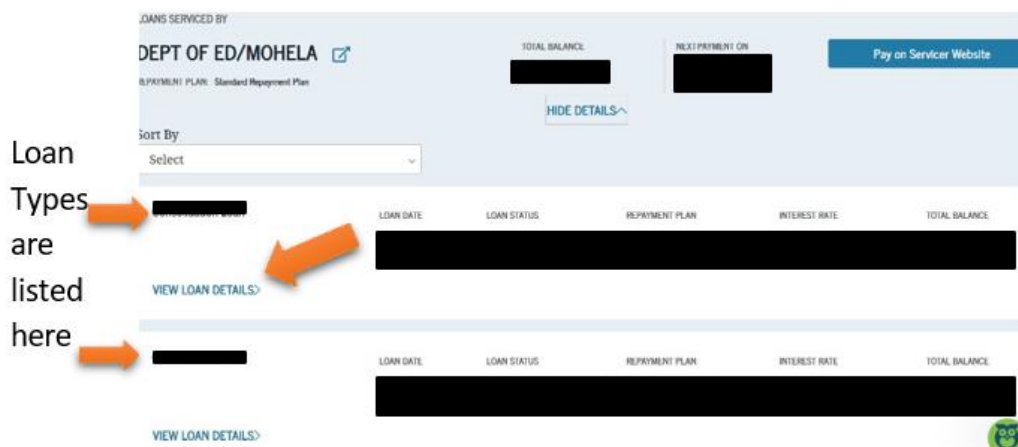 LOANS SERVICED BY
DEPT OF ED/MOHELA
REPAYMENT PLAN: Standard Repayment Plan
TOTAL BALANCE
NEXT PAYMENT ON
Pay on Servicer Website
HIDE DETAILS
Sort By
Select
Loan
Types
are
listed
here
LOAN DATE LOAN STATUS REPAYMENT PLAN INTEREST RATE TOTAL BALANCE
VIEW LOAN DETAILS>
LOAN DATE LOAN STATUS REPAYMENT PLAN INTEREST RATE TOTAL BALANCE
VIEW LOAN DETAILS>